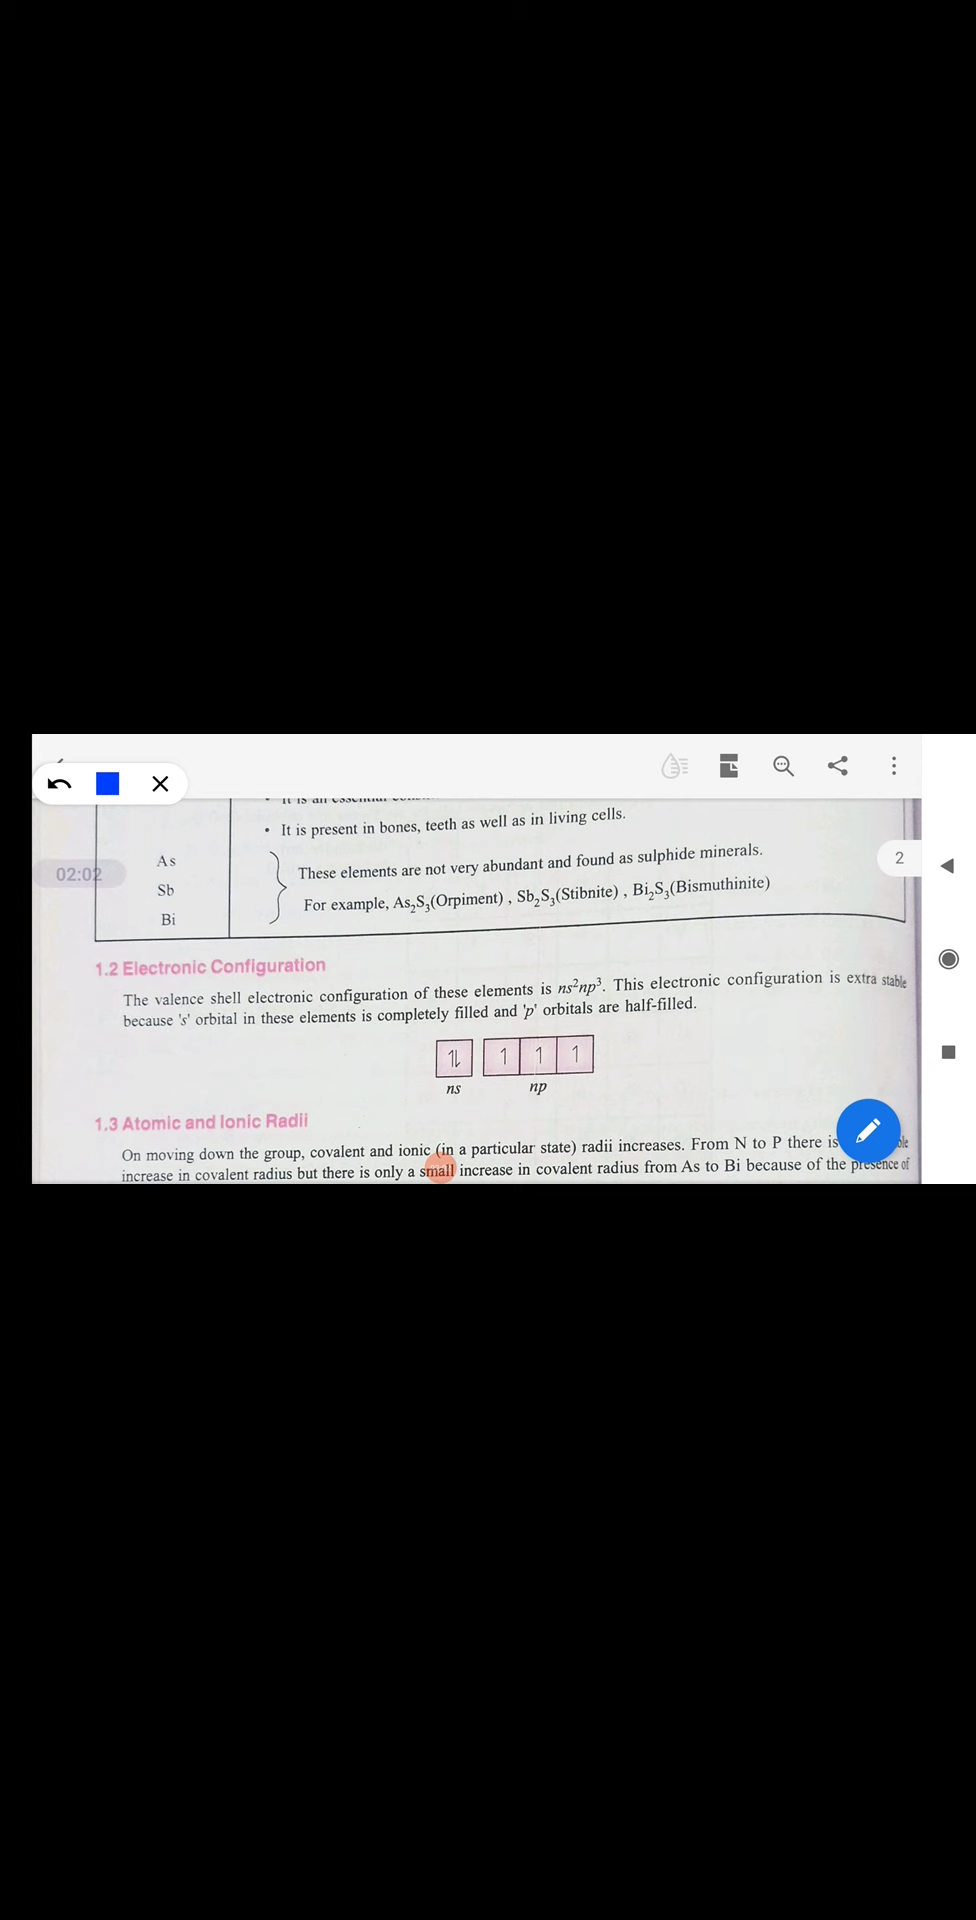 • It is present in bones, teeth as well as in living cells.
02:02
As
Sb
Bi
These elements are not very abundant and found as sulphide minerals.
For example, As₂S₃(Orpiment) , Sb₂S₃(Stibnite) , Bi₂S₃(Bismuthinite)
2
1.2 Electronic Configuration
The valence shell electronic configuration of these elements is ns²np³. This electronic configuration is extra stable
because 's' orbital in these elements is completely filled and 'p' orbitals are half-filled.
↿⇂ 1 1 1
ns np
1.3 Atomic and Ionic Radii
On moving down the group, covalent and ionic (in a particular state) radii increases. From N to P there is
increase in covalent radius but there is only a small increase in covalent radius from As to Bi because of the presence of